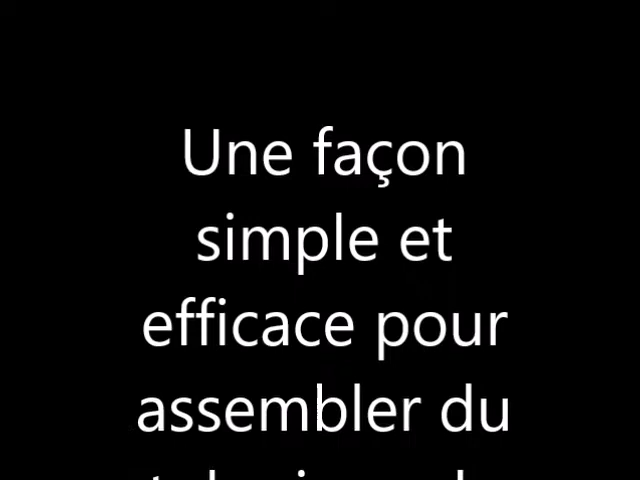 Une façon
simple et
efficace pour
assembler du